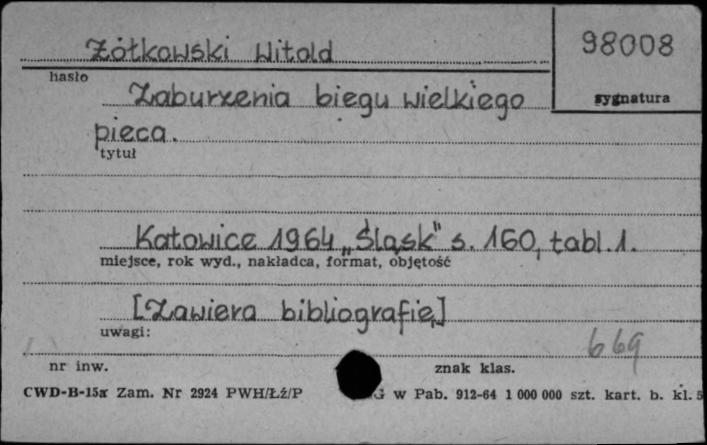 Żółkowski Witold
98008
hasło
sygnatura
Zaburzenia biegu wielkiego
pieca.
tytuł
Katowice 1964 „Śląsk" s. 160, tabl. 1.
miejsce, rok wyd., nakładca, format, objętość
[Zawiera bibliografię]
uwagi:
669
nr inw.
znak klas.
CWD-B-15a Zam. Nr 2924 PWH/Łź/P G w Pab. 912-64 1 000 000 szt. kart. b. kl. 5